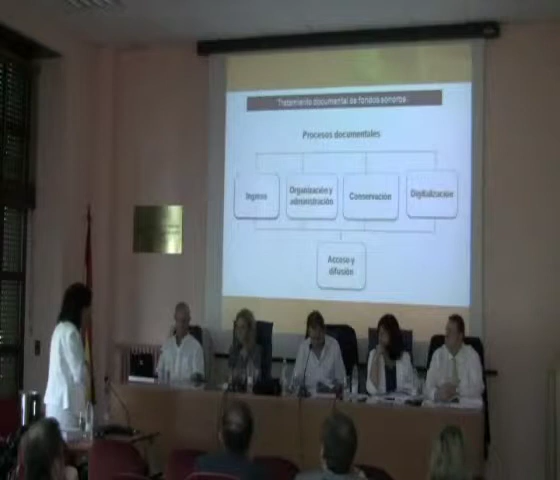 Tratamiento documental de fondos sonoros
Procesos documentales
Ingreso
Organización y
administración
Conservación
Digitalización
Acceso y
difusión